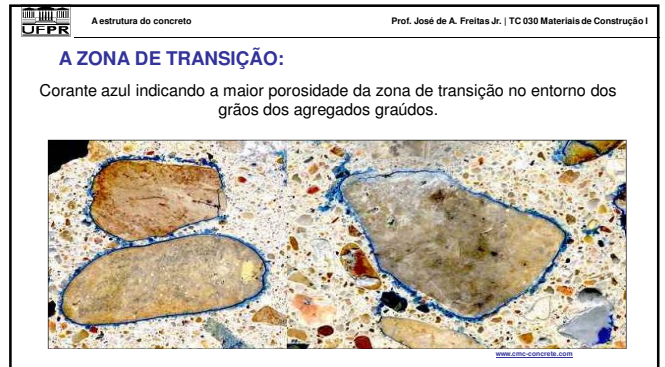 UFPR
A estrutura do concreto
Prof. José de A. Freitas Jr. | TC 030 Materiais de Construção I
A ZONA DE TRANSIÇÃO:
Corante azul indicando a maior porosidade da zona de transição no entorno dos
grãos dos agregados graúdos.
www.cmc-concrete.com